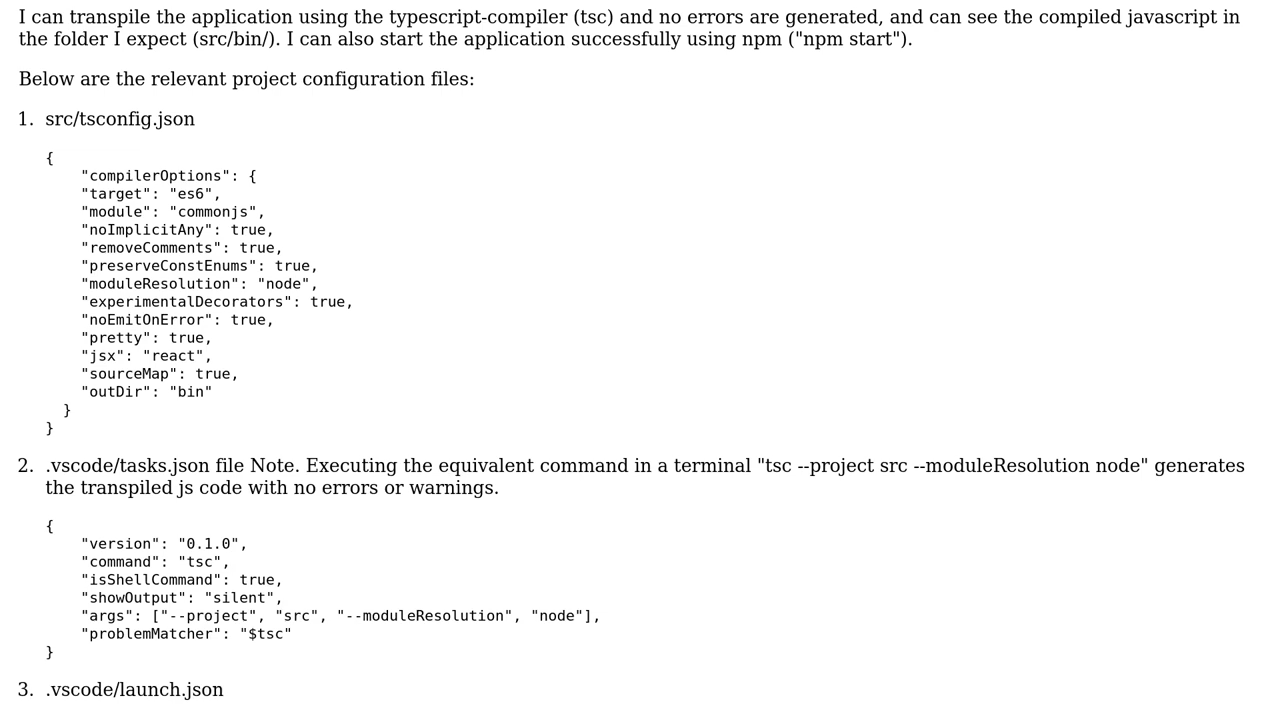 I can transpile the application using the typescript-compiler (tsc) and no errors are generated, and can see the compiled javascript in
the folder I expect (src/bin/). I can also start the application successfully using npm ("npm start").
Below are the relevant project configuration files:
1. src/tsconfig.json
{
    "compilerOptions": {
    "target": "es6",
    "module": "commonjs",
    "noImplicitAny": true,
    "removeComments": true,
    "preserveConstEnums": true,
    "moduleResolution": "node",
    "experimentalDecorators": true,
    "noEmitOnError": true,
    "pretty": true,
    "jsx": "react",
    "sourceMap": true,
    "outDir": "bin"
  }
}
2. .vscode/tasks.json file Note. Executing the equivalent command in a terminal "tsc --project src --moduleResolution node" generates
the transpiled js code with no errors or warnings.
{
    "version": "0.1.0",
    "command": "tsc",
    "isShellCommand": true,
    "showOutput": "silent",
    "args": ["--project", "src", "--moduleResolution", "node"],
    "problemMatcher": "$tsc"
}
3. .vscode/launch.json